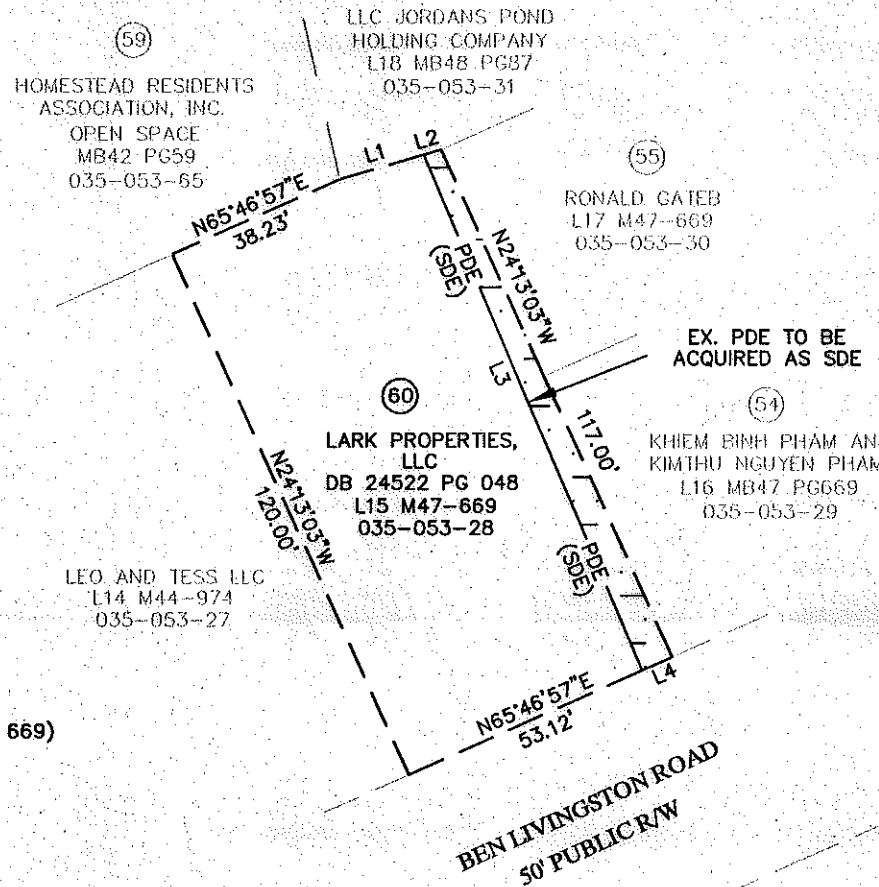 59
HOMESTEAD RESIDENTS
ASSOCIATION, INC.
OPEN SPACE
MB42 PG59
035-053-65
LLC JORDANS POND
HOLDING COMPANY
L18 MB48 PG87
035-053-31
L1
L2
N65°46'57"E
38.23'
55
RONALD GATEB
L17 M47-669
035-053-30
PDE
(SDE)
N24°13'03"W
117.00'
L3
EX. PDE TO BE
ACQUIRED AS SDE
60
LARK PROPERTIES,
LLC
DB 24522 PG 048
L15 M47-669
035-053-28
54
KHIEM BINH PHAM AN
KIMTHU NGUYEN PHAM
L16 MB47 PG669
035-053-29
N24°13'03"W
120.00'
PDE
(SDE)
LEO AND TESS LLC
L14 M44-974
035-053-27
L4
N65°46'57"E
53.12'
669)
BEN LIVINGSTON ROAD
50' PUBLIC R/W